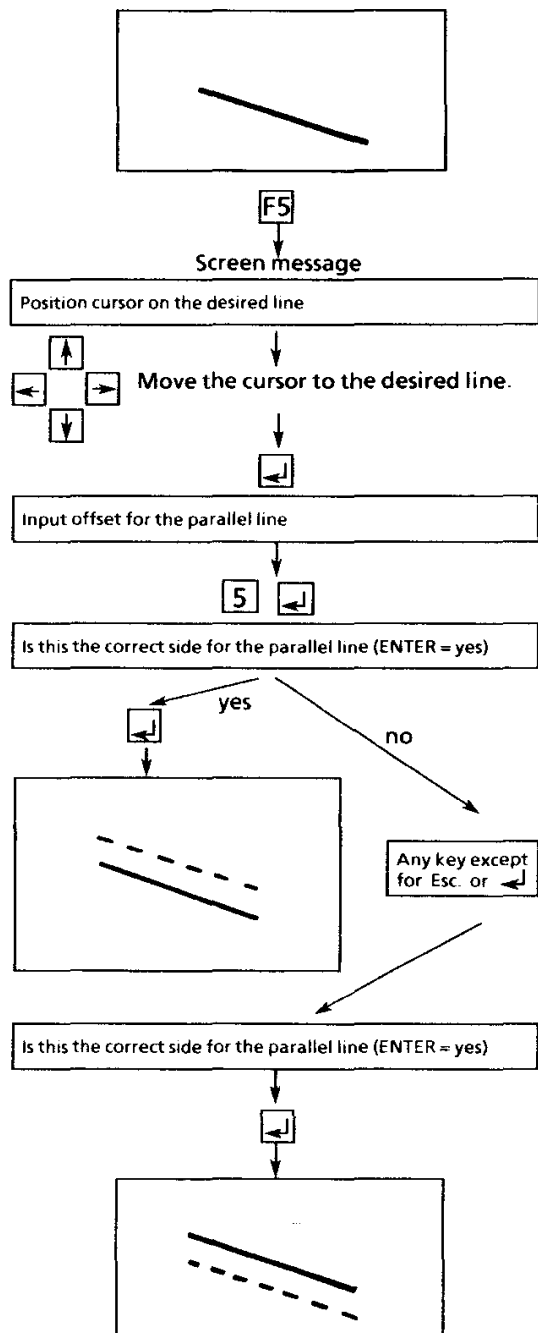 F5
Screen message
Position cursor on the desired line
Move the cursor to the desired line.
Input offset for the parallel line
5
Is this the correct side for the parallel line (ENTER = yes)
yes
no
Any key except
for Esc. or
Is this the correct side for the parallel line (ENTER = yes)